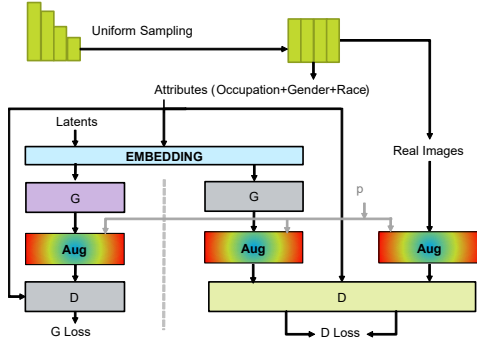 Uniform Sampling
Attributes (Occupation+Gender+Race)
Latents
EMBEDDING
Real Images
G
G
p
Aug
Aug
Aug
D
D
G Loss
D Loss